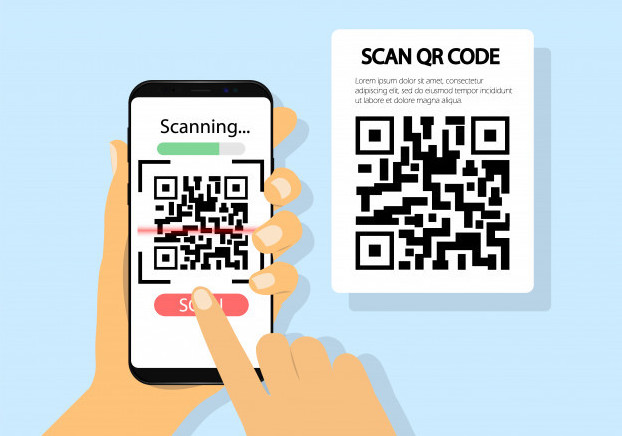 SCAN QR CODE
Lorem ipsum dolor sit amet, consectetur
adipiscing elit, sed do eiusmod tempor incididunt
ut labore et dolore magna aliqua.
Scanning...